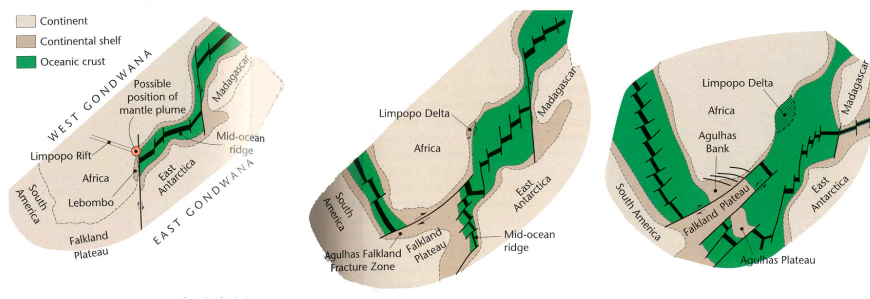 Continent
Continental shelf
Oceanic crust
WEST GONDWANA
Possible
position of
mantle plume
Madagascar
Limpopo Rift
Mid-ocean
ridge
Africa
East
Antarctica
Lebombo
South
America
EAST GONDWANA
Falkland
Plateau
Limpopo Delta
Madagascar
Africa
South
America
East
Antarctica
Agulhas Falkland
Fracture Zone
Falkland
Plateau
Mid-ocean
ridge
Limpopo Delta
Madagascar
Africa
Agulhas
Bank
South America
Falkland Plateau
East
Antarctica
Agulhas Plateau